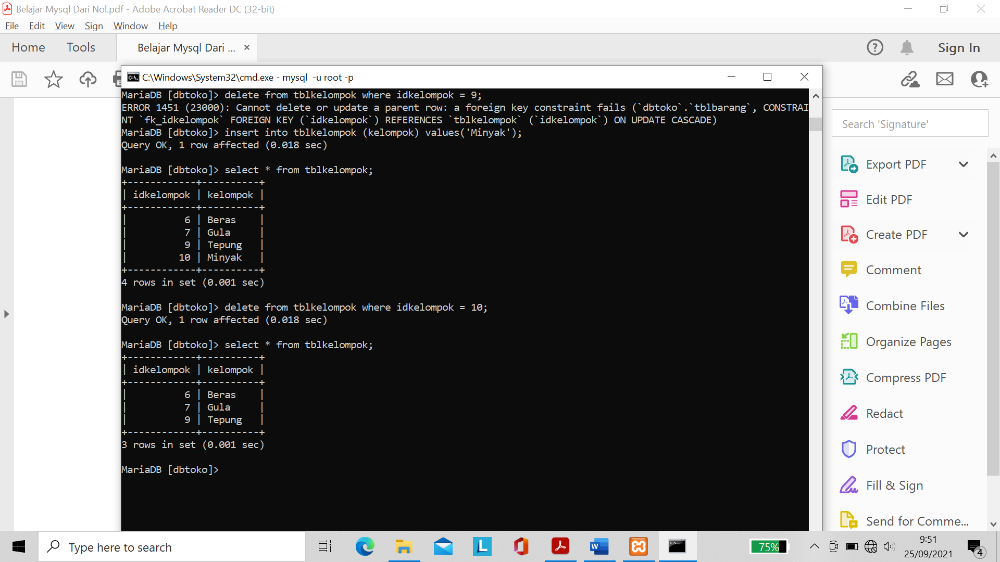 Belajar Mysql Dari Nol.pdf - Adobe Acrobat Reader DC (32-bit)
File Edit View Sign Window Help
Home Tools Belajar Mysql Dari ... × Sign In
C:\Windows\System32\cmd.exe - mysql  -u root -p
MariaDB [dbtoko]> delete from tblkelompok where idkelompok = 9;
ERROR 1451 (23000): Cannot delete or update a parent row: a foreign key constraint fails (`dbtoko`.`tblbarang`, CONSTRAI
NT `fk_idkelompok` FOREIGN KEY (`idkelompok`) REFERENCES `tblkelompok` (`idkelompok`) ON UPDATE CASCADE)
MariaDB [dbtoko]> insert into tblkelompok (kelompok) values('Minyak');
Query OK, 1 row affected (0.018 sec)
MariaDB [dbtoko]> select * from tblkelompok;
+------------+----------+
| idkelompok | kelompok |
+------------+----------+
|          6 | Beras    |
|          7 | Gula     |
|          9 | Tepung   |
|         10 | Minyak   |
+------------+----------+
4 rows in set (0.001 sec)
MariaDB [dbtoko]> delete from tblkelompok where idkelompok = 10;
Query OK, 1 row affected (0.018 sec)
MariaDB [dbtoko]> select * from tblkelompok;
+------------+----------+
| idkelompok | kelompok |
+------------+----------+
|          6 | Beras    |
|          7 | Gula     |
|          9 | Tepung   |
+------------+----------+
3 rows in set (0.001 sec)
MariaDB [dbtoko]>
Search 'Signature'
Export PDF
Edit PDF
Create PDF
Comment
Combine Files
Organize Pages
Compress PDF
Redact
Protect
Fill & Sign
Send for Comme...
Type here to search
75%
9:51
25/09/2021
4